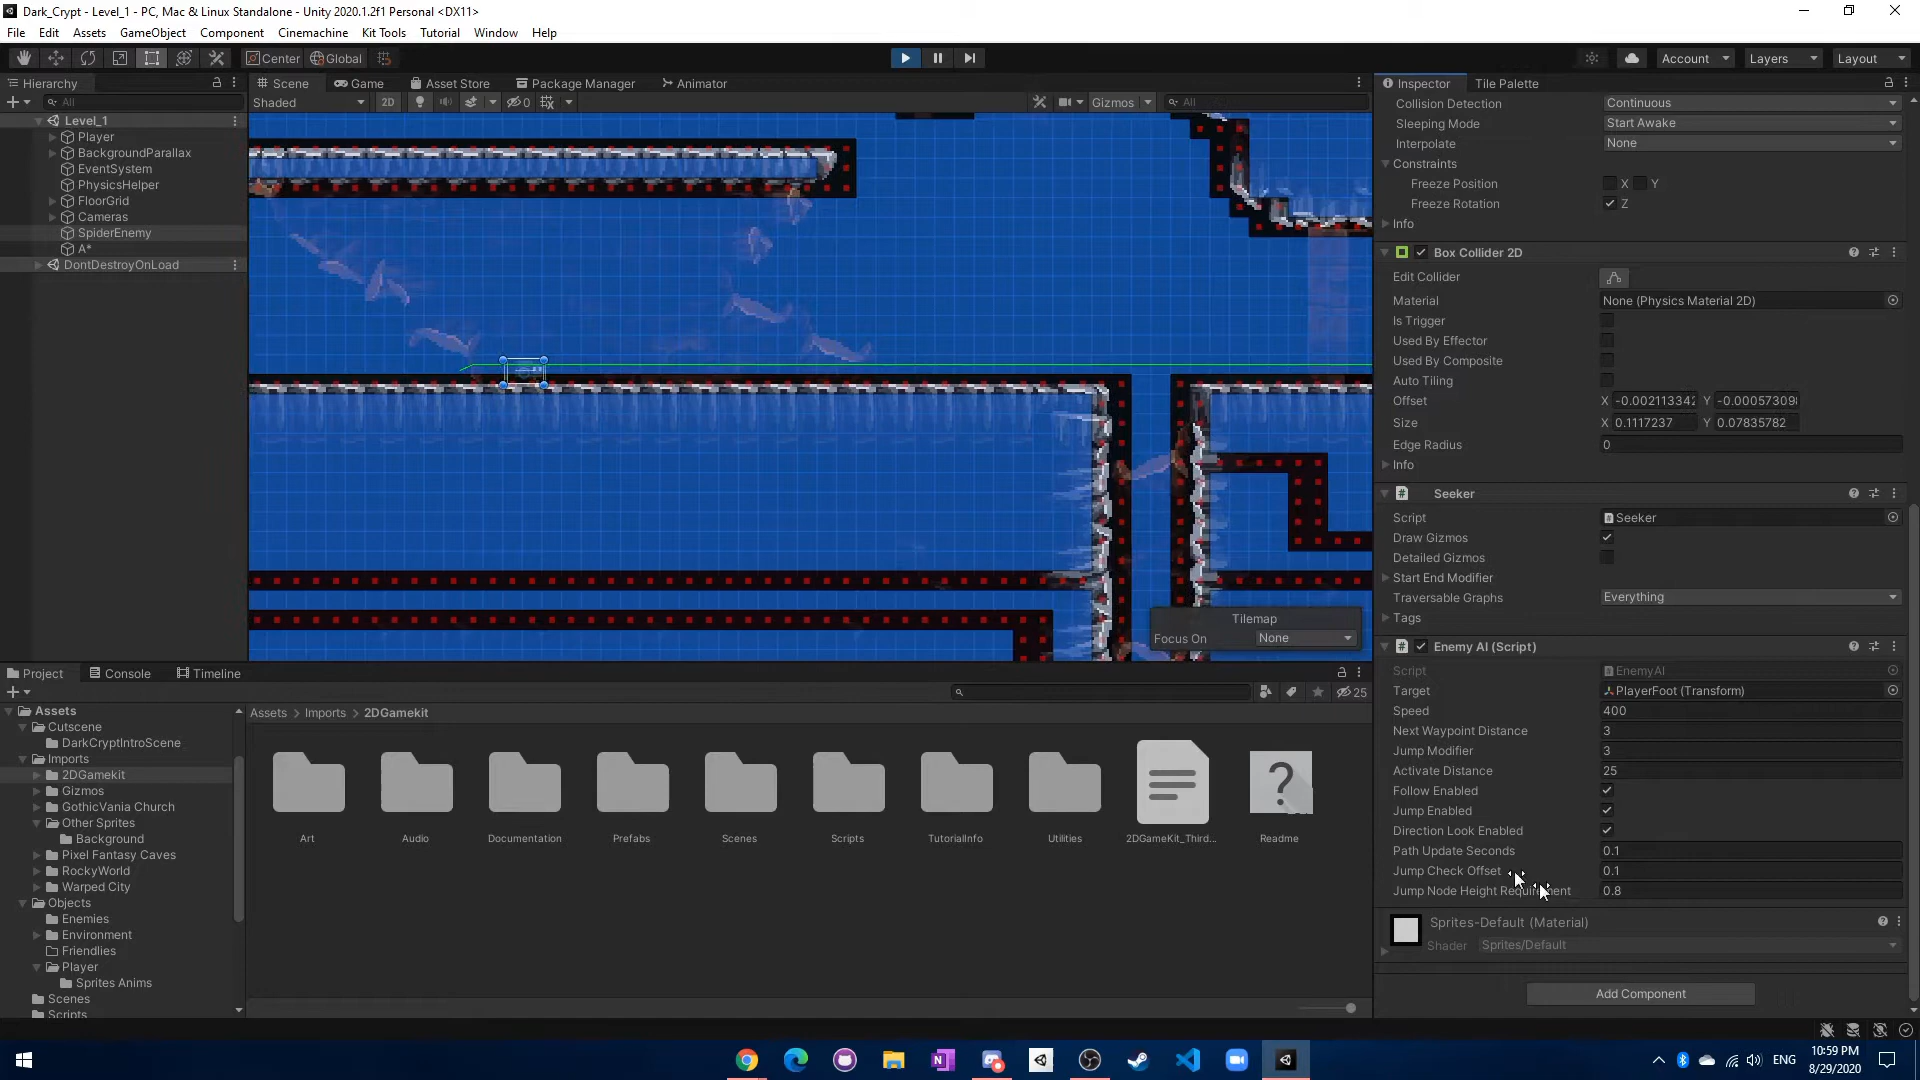 Dark_Crypt - Level_1 - PC, Mac & Linux Standalone - Unity 2020.1.2f1 Personal <DX11>
File Edit Assets GameObject Component Cinemachine Kit Tools Tutorial Window Help
Center Global Account Layers Layout
Hierarchy Scene Game Asset Store Package Manager Animator Inspector Tile Palette
All Shaded 2D 0 Gizmos All
Level_1
Player
BackgroundParallax
EventSystem
PhysicsHelper
FloorGrid
Cameras
SpiderEnemy
A*
DontDestroyOnLoad
Tilemap
Focus On None
Collision Detection Continuous
Sleeping Mode Start Awake
Interpolate None
Constraints
Freeze Position X Y
Freeze Rotation Z
Info
Box Collider 2D
Edit Collider
Material None (Physics Material 2D)
Is Trigger
Used By Effector
Used By Composite
Auto Tiling
Offset X -0.002113342 Y -0.000573098
Size X 0.1117237 Y 0.07835782
Edge Radius 0
Info
# Seeker
Script Seeker
Draw Gizmos
Detailed Gizmos
Start End Modifier
Traversable Graphs Everything
Tags
# Enemy AI (Script)
Script EnemyAI
Target PlayerFoot (Transform)
Speed 400
Next Waypoint Distance 3
Jump Modifier 3
Activate Distance 25
Follow Enabled
Jump Enabled
Direction Look Enabled
Path Update Seconds 0.1
Jump Check Offset 0.1
Jump Node Height Requirement 0.8
Sprites-Default (Material)
Shader Sprites/Default
Add Component
Project Console Timeline
25
Assets
Cutscene
DarkCryptIntroScene
Imports
2DGamekit
Gizmos
GothicVania Church
Other Sprites
Background
Pixel Fantasy Caves
RockyWorld
Warped City
Objects
Enemies
Environment
Friendlies
Player
Sprites Anims
Scenes
Scripts
Assets > Imports > 2DGamekit
Art Audio Documentation Prefabs Scenes Scripts TutorialInfo Utilities 2DGameKit_Third... Readme
ENG
10:59 PM
8/29/2020